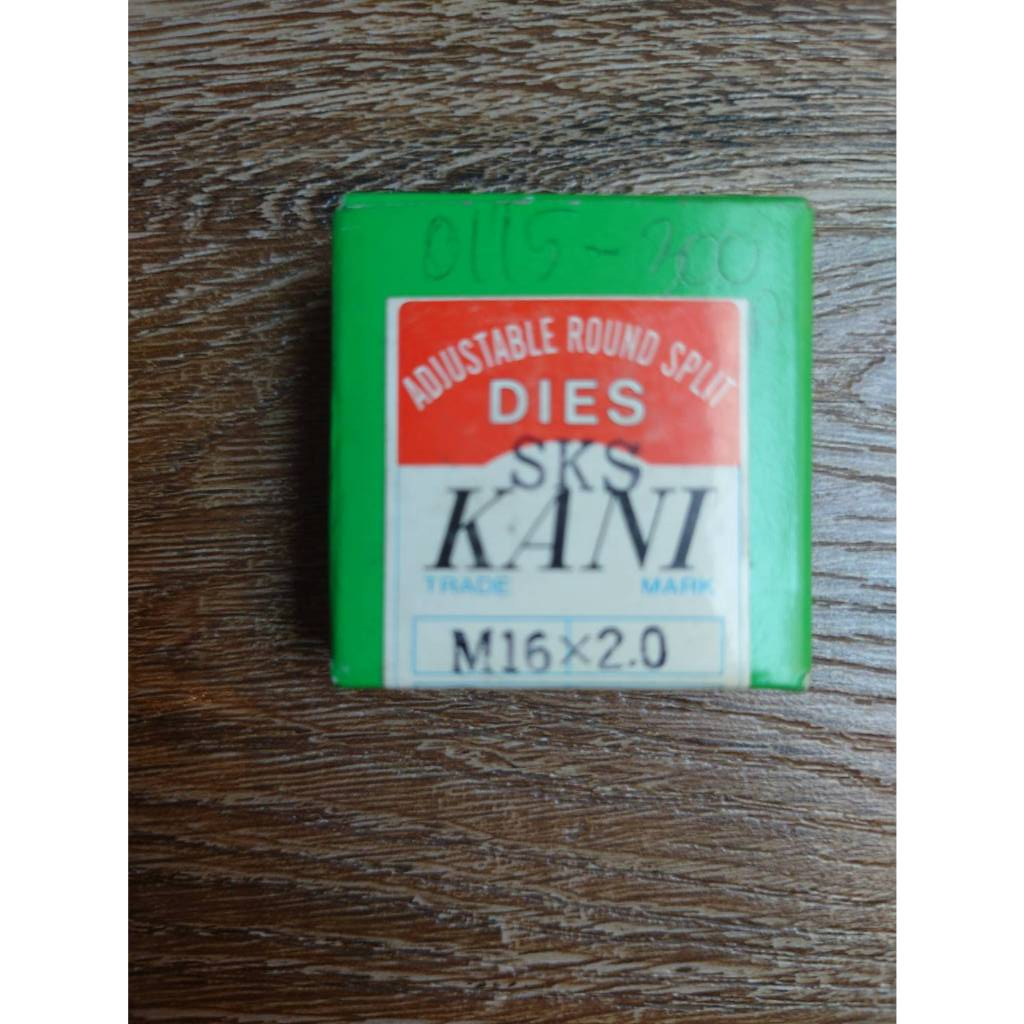 0115-200
ADJUSTABLE ROUND SPLIT
DIES
SKS
KANI
TRADE MARK
M16×2.0